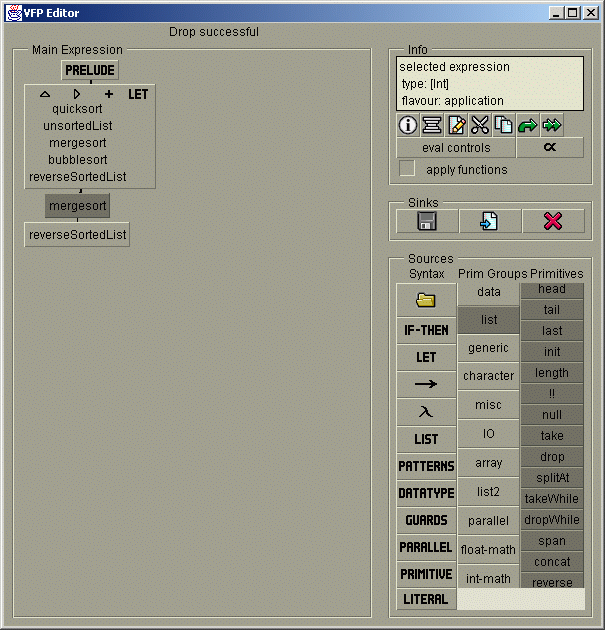 VFP Editor
Drop successful
Main Expression
PRELUDE
LET
quicksort
unsortedList
mergesort
bubblesort
reverseSortedList
mergesort
reverseSortedList
Info
selected expression
type: [Int]
flavour: application
eval controls
α
apply functions
Sinks
Sources
Syntax
IF-THEN
LET
→
λ
LIST
PATTERNS
DATATYPE
GUARDS
PARALLEL
PRIMITIVE
LITERAL
Prim Groups
data
list
generic
character
misc
IO
array
list2
parallel
float-math
int-math
Primitives
head
tail
last
init
length
!!
null
take
drop
splitAt
takeWhile
dropWhile
span
concat
reverse